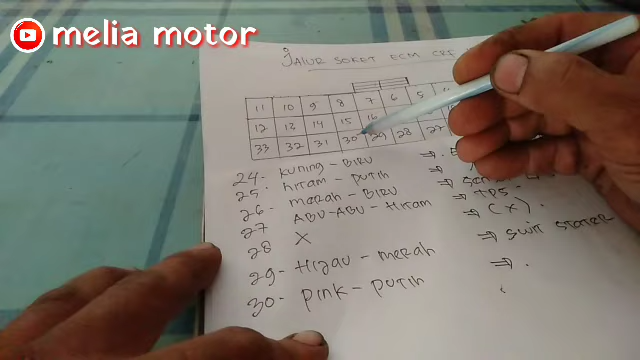 melia motor
JALUR SOKET ECM CRF
11 10 9 8 7 6 5
12 13 14 15 16
33 32 31 30 29 28 27
24- KUNING - BIRU ⇒
25. HITAM - PUTIH ⇒
26- MERAH - BIRU ⇒
27 ABU-ABU - HITAM ⇒ TPS
28 X ⇒ (X).
29- HIJAU - MERAH ⇒ SWIT STATER
30- PINK - PUTIH ⇒ .